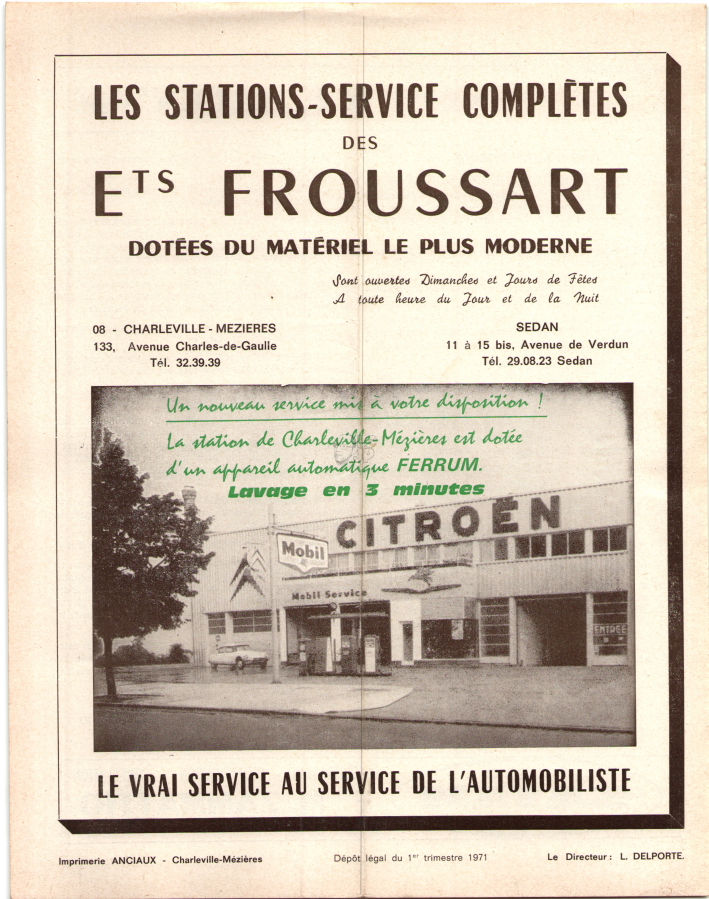 LES STATIONS-SERVICE COMPLÈTES
DES
ETS FROUSSART
DOTÉES DU MATÉRIEL LE PLUS MODERNE
Sont ouvertes Dimanches et Jours de Fêtes
A toute heure du Jour et de la Nuit
08 - CHARLEVILLE - MEZIERES
133, Avenue Charles-de-Gaulle
Tél. 32.39.39
SEDAN
11 à 15 bis, Avenue de Verdun
Tél. 29.08.23 Sedan
Un nouveau service mis à votre disposition !
La station de Charleville-Mézières est dotée
d'un appareil automatique FERRUM.
Lavage en 3 minutes
CITROËN
Mobil
Mobil Service
ENTREE
LE VRAI SERVICE AU SERVICE DE L'AUTOMOBILISTE
Imprimerie ANCIAUX - Charleville-Mézières
Dépôt légal du 1er trimestre 1971
Le Directeur : L. DELPORTE.